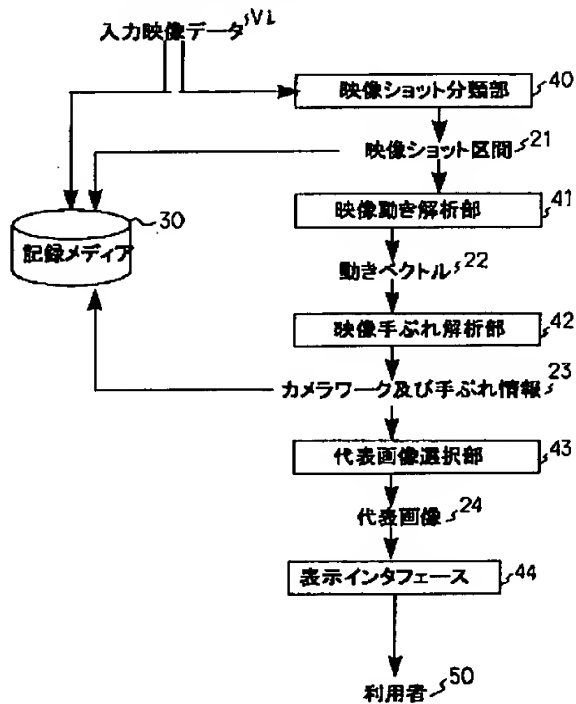 入力映像データ Vi
映像ショット分類部 40
映像ショット区間 21
映像動き解析部 41
記録メディア 30
動きベクトル 22
映像手ぶれ解析部 42
カメラワーク及び手ぶれ情報 23
代表画像選択部 43
代表画像 24
表示インタフェース 44
利用者 50